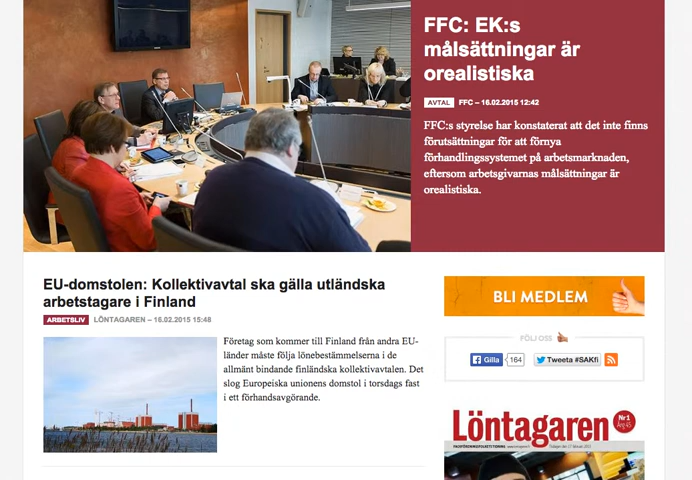 FFC: EK:s
målsättningar är
orealistiska
AVTAL FFC – 16.02.2015 12:42
FFC:s styrelse har konstaterat att det inte finns
förutsättningar för att förnya
förhandlingssystemet på arbetsmarknaden,
eftersom arbetsgivarnas målsättningar är
orealistiska.
EU-domstolen: Kollektivavtal ska gälla utländska
arbetstagare i Finland
ARBETSLIV LÖNTAGAREN – 16.02.2015 15:48
Företag som kommer till Finland från andra EU-
länder måste följa lönebestämmelserna i de
allmänt bindande finländska kollektivavtalen. Det
slog Europeiska unionens domstol i torsdags fast
i ett förhandsavgörande.
BLI MEDLEM
FÖLJ OSS
Gilla 164 Tweeta #SAKfi
Löntagaren
Nr1